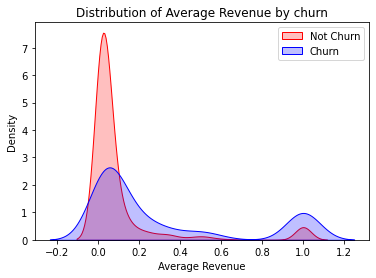 Distribution of Average Revenue by churn
Not Churn
Churn
Density
7
6
5
4
3
2
1
0
−0.2 0.0 0.2 0.4 0.6 0.8 1.0 1.2
Average Revenue